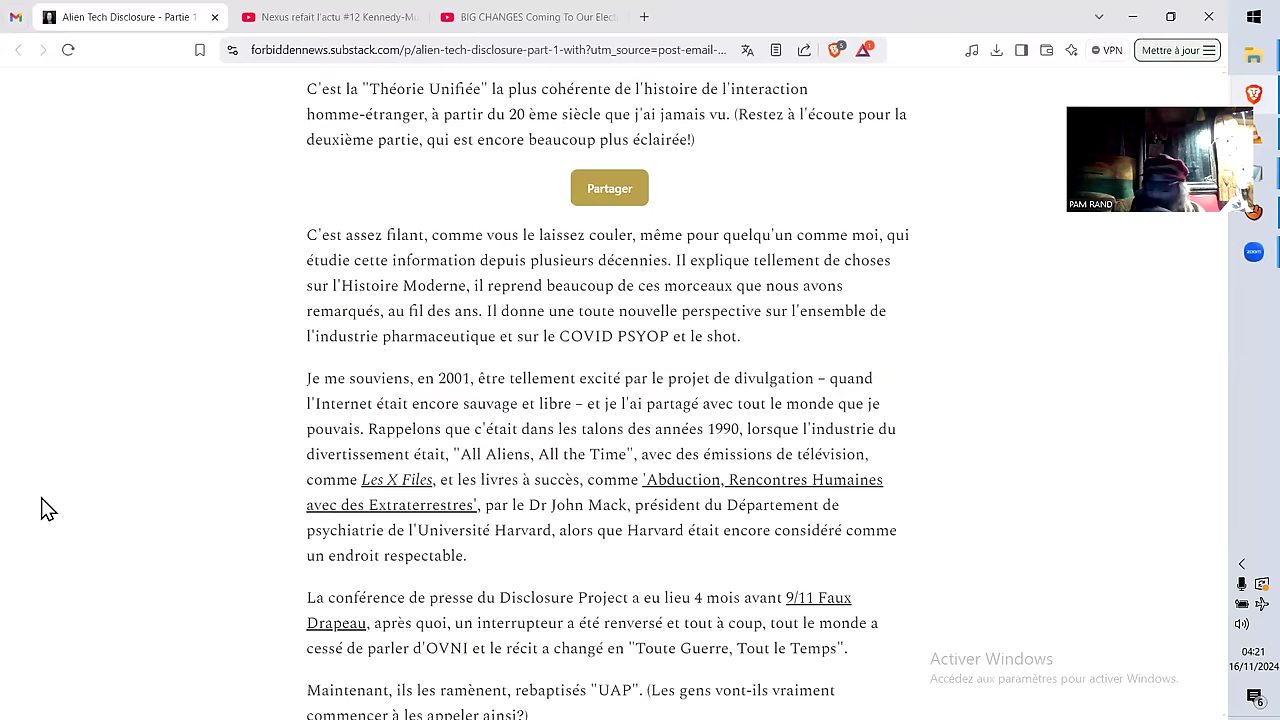 Alien Tech Disclosure - Partie 1
Nexus refait l'actu #12 Kennedy-Mu
BIG CHANGES Coming To Our Elect
forbiddennews.substack.com/p/alien-tech-disclosure-part-1-with?utm_source=post-email-...
5
1
VPN
Mettre à jour
C'est la "Théorie Unifiée" la plus cohérente de l'histoire de l'interaction
homme-étranger, à partir du 20 ème siècle que j'ai jamais vu. (Restez à l'écoute pour la
deuxième partie, qui est encore beaucoup plus éclairée!)
Partager
PAM RAND
zoom
C'est assez filant, comme vous le laissez couler, même pour quelqu'un comme moi, qui
étudie cette information depuis plusieurs décennies. Il explique tellement de choses
sur l'Histoire Moderne, il reprend beaucoup de ces morceaux que nous avons
remarqués, au fil des ans. Il donne une toute nouvelle perspective sur l'ensemble de
l'industrie pharmaceutique et sur le COVID PSYOP et le shot.
Je me souviens, en 2001, être tellement excité par le projet de divulgation – quand
l'Internet était encore sauvage et libre – et je l'ai partagé avec tout le monde que je
pouvais. Rappelons que c'était dans les talons des années 1990, lorsque l'industrie du
divertissement était, "All Aliens, All the Time", avec des émissions de télévision,
comme Les X Files, et les livres à succès, comme 'Abduction, Rencontres Humaines
avec des Extraterrestres', par le Dr John Mack, président du Département de
psychiatrie de l'Université Harvard, alors que Harvard était encore considéré comme
un endroit respectable.
La conférence de presse du Disclosure Project a eu lieu 4 mois avant 9/11 Faux
Drapeau, après quoi, un interrupteur a été renversé et tout à coup, tout le monde a
cessé de parler d'OVNI et le récit a changé en "Toute Guerre, Tout le Temps".
Maintenant, ils les ramènent, rebaptisés "UAP". (Les gens vont-ils vraiment
commencer à les appeler ainsi?)
Activer Windows
Accédez aux paramètres pour activer Windows.
04:21
16/11/2024
6